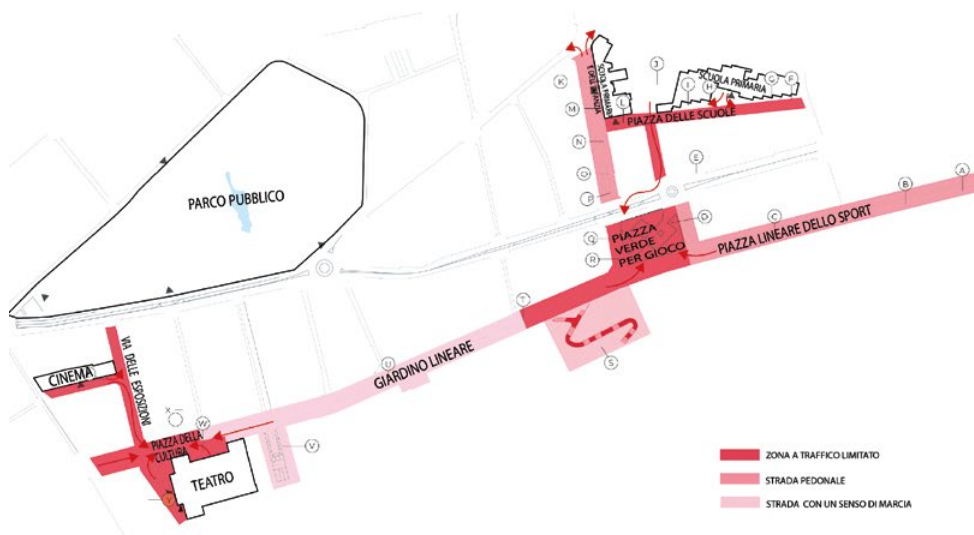 J
K
SCUOLA PRIMARIA
E DELL'INFANZIA
SCUOLA PRIMARIA
G
F
I
H
M
L
PIAZZA DELLE SCUOLE
N
E
O
A
P
B
PARCO PUBBLICO
D
C
Q
PIAZZA
VERDE
PER GIOCO
R
PIAZZA LINEARE DELLO SPORT
T
S
VIA DELLE ESPOSIZIONI
U
GIARDINO LINEARE
CINEMA
X
W
PIAZZA DELLA
CULTURA
V
TEATRO
Y
ZONA A TRAFFICO LIMITATO
STRADA PEDONALE
STRADA CON UN SENSO DI MARCIA